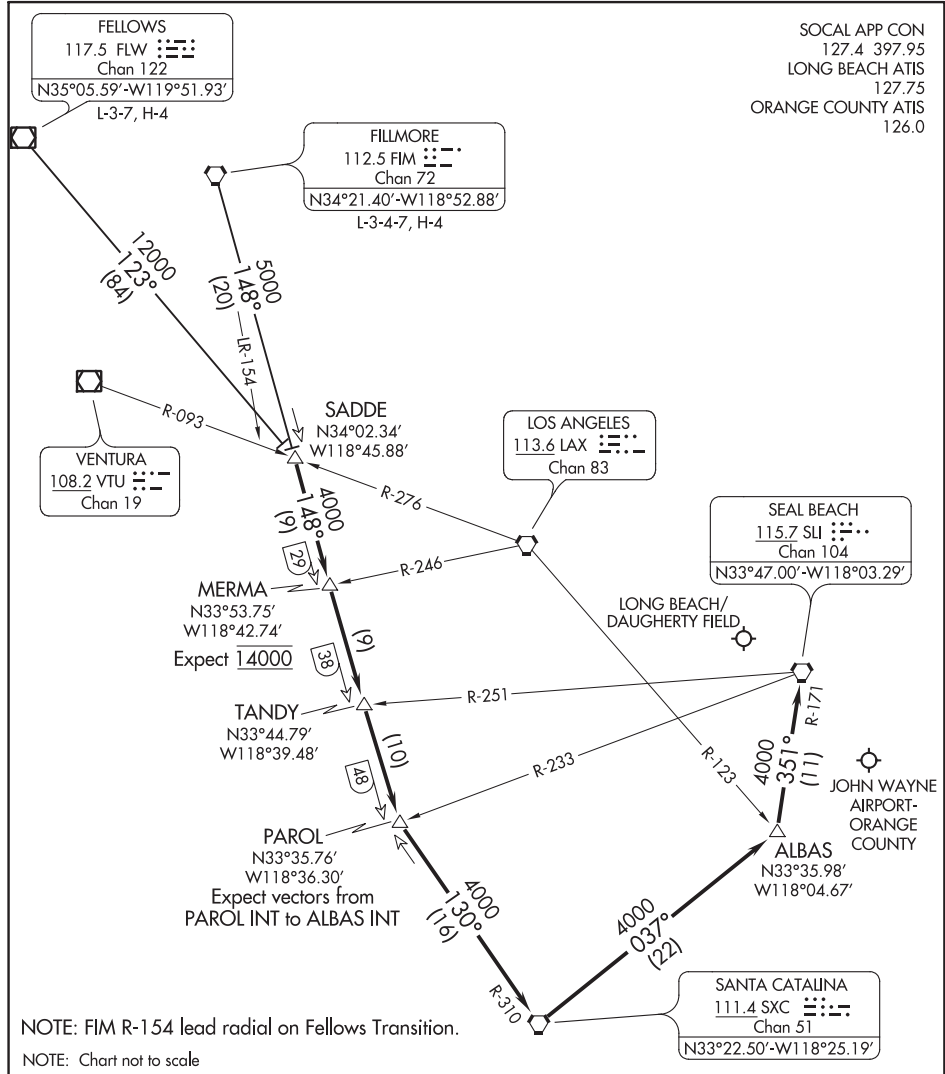 FELLOWS
117.5 FLW
Chan 122
N35°05.59′-W119°51.93′
L-3-7, H-4
SOCAL APP CON
127.4 397.95
LONG BEACH ATIS
127.75
ORANGE COUNTY ATIS
126.0
FILLMORE
112.5 FIM
Chan 72
N34°21.40′-W118°52.88′
L-3-4-7, H-4
12000
123°
(84)
5000
148°
(20)
LR-154
R-093
VENTURA
108.2 VTU
Chan 19
SADDE
N34°02.34′
W118°45.88′
LOS ANGELES
113.6 LAX
Chan 83
R-276
R-246
R-123
4000
148°
(9)
29
MERMA
N33°53.75′
W118°42.74′
Expect 14000
SEAL BEACH
115.7 SLI
Chan 104
N33°47.00′-W118°03.29′
LONG BEACH/
DAUGHERTY FIELD
(9)
38
TANDY
N33°44.79′
W118°39.48′
R-251
R-233
R-171
(10)
48
PAROL
N33°35.76′
W118°36.30′
Expect vectors from
PAROL INT to ALBAS INT
4000
351°
(11)
JOHN WAYNE
AIRPORT-
ORANGE
COUNTY
ALBAS
N33°35.98′
W118°04.67′
4000
130°
(16)
R-310
4000
037°
(22)
SANTA CATALINA
111.4 SXC
Chan 51
N33°22.50′-W118°25.19′
NOTE: FIM R-154 lead radial on Fellows Transition.
NOTE: Chart not to scale